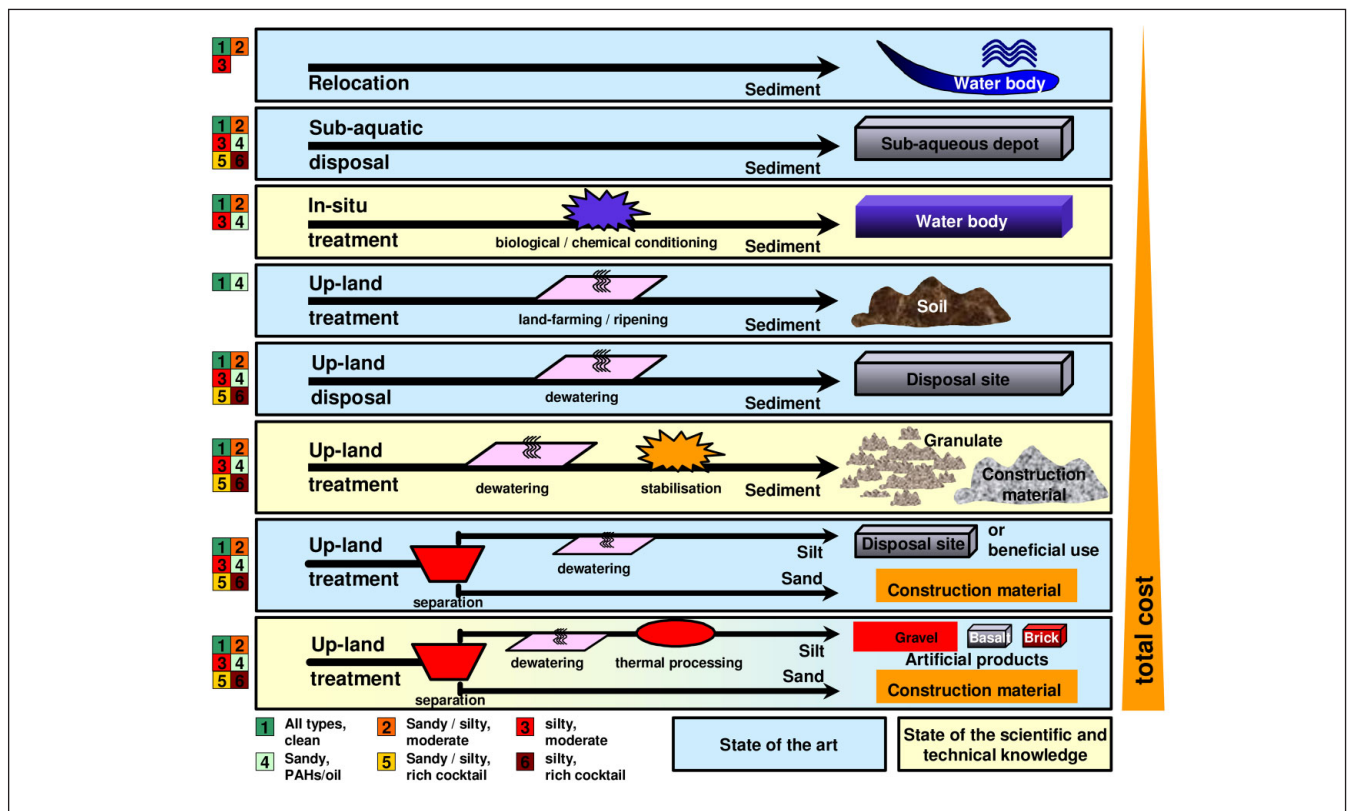 1 2
3
Relocation
Sediment
Water body
1 2
3 4
5 6
Sub-aquatic
disposal
Sediment
Sub-aqueous depot
1 2
3 4
In-situ
treatment
biological / chemical conditioning
Sediment
Water body
1 4
Up-land
treatment
land-farming / ripening
Sediment
Soil
1 2
3 4
5 6
Up-land
disposal
dewatering
Sediment
Disposal site
1 2
3 4
5 6
Up-land
treatment
dewatering
stabilisation
Sediment
Granulate
Construction
material
1 2
3 4
5 6
Up-land
treatment
separation
dewatering
Silt
Sand
Disposal site
or
beneficial use
Construction material
1 2
3 4
5 6
Up-land
treatment
separation
dewatering
thermal processing
Silt
Sand
Gravel
Basalt
Brick
Artificial products
Construction material
total cost
1 All types,
clean
2 Sandy / silty,
moderate
3 silty,
moderate
4 Sandy,
PAHs/oil
5 Sandy / silty,
rich cocktail
6 silty,
rich cocktail
State of the art
State of the scientific and
technical knowledge